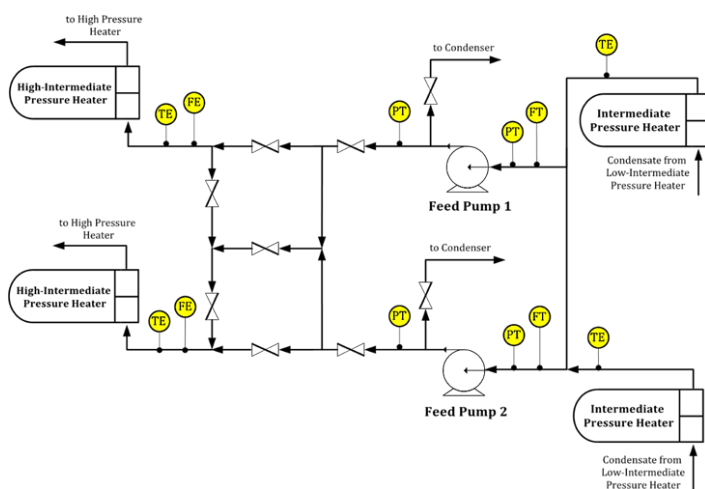 to High Pressure
Heater
High-Intermediate
Pressure Heater
TE
FE
PT
to Condenser
PT
FT
TE
Intermediate
Pressure Heater
Condensate from
Low-Intermediate
Pressure Heater
Feed Pump 1
to High Pressure
Heater
High-Intermediate
Pressure Heater
TE
FE
PT
to Condenser
PT
FT
TE
Feed Pump 2
Intermediate
Pressure Heater
Condensate from
Low-Intermediate
Pressure Heater